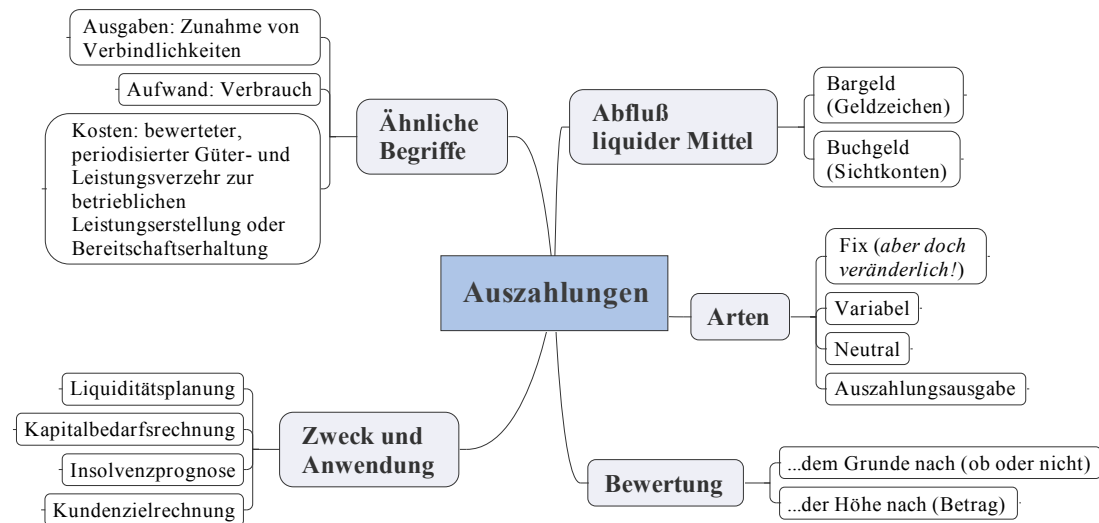 Ausgaben: Zunahme von
Verbindlichkeiten
Aufwand: Verbrauch
Kosten: bewerteter,
periodisierter Güter- und
Leistungsverzehr zur
betrieblichen
Leistungserstellung oder
Bereitschaftserhaltung
Ähnliche
Begriffe
Abfluß
liquider Mittel
Bargeld
(Geldzeichen)
Buchgeld
(Sichtkonten)
Auszahlungen
Arten
Fix (aber doch
veränderlich!)
Variabel
Neutral
Auszahlungsausgabe
Liquiditätsplanung
Kapitalbedarfsrechnung
Insolvenzprognose
Kundenzielrechnung
Zweck und
Anwendung
Bewertung
...dem Grunde nach (ob oder nicht)
...der Höhe nach (Betrag)